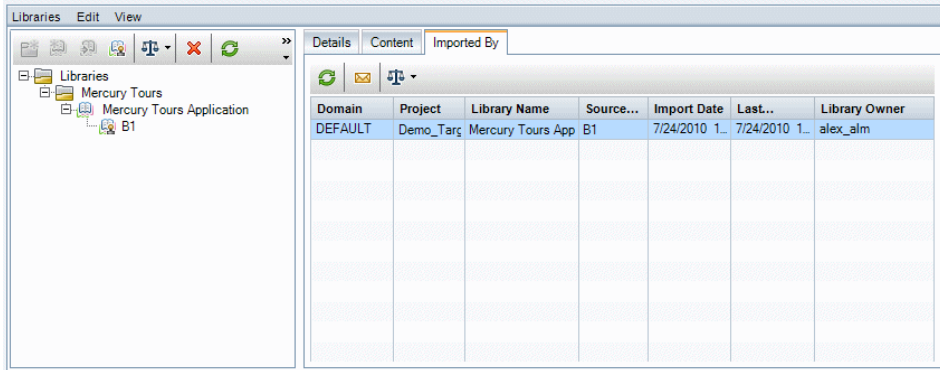 Libraries Edit View
»
Details Content Imported By
Libraries
Mercury Tours
Mercury Tours Application
B1
Domain Project Library Name Source... Import Date Last... Library Owner
DEFAULT Demo_Targ Mercury Tours App B1 7/24/2010 1... 7/24/2010 1... alex_alm